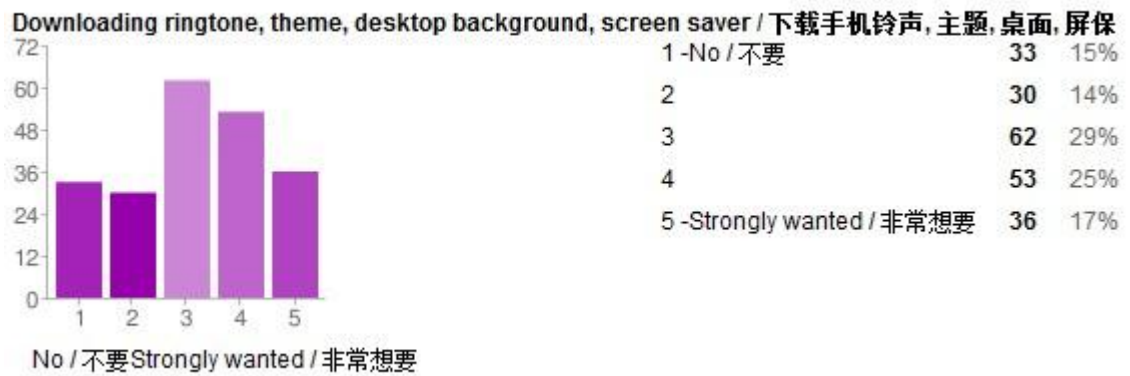 Downloading ringtone, theme, desktop background, screen saver / 下载手机铃声, 主题, 桌面, 屏保
72
60
48
36
24
12
0
1 2 3 4 5
No / 不要Strongly wanted / 非常想要
1 -No / 不要 33 15%
2 30 14%
3 62 29%
4 53 25%
5 -Strongly wanted / 非常想要 36 17%